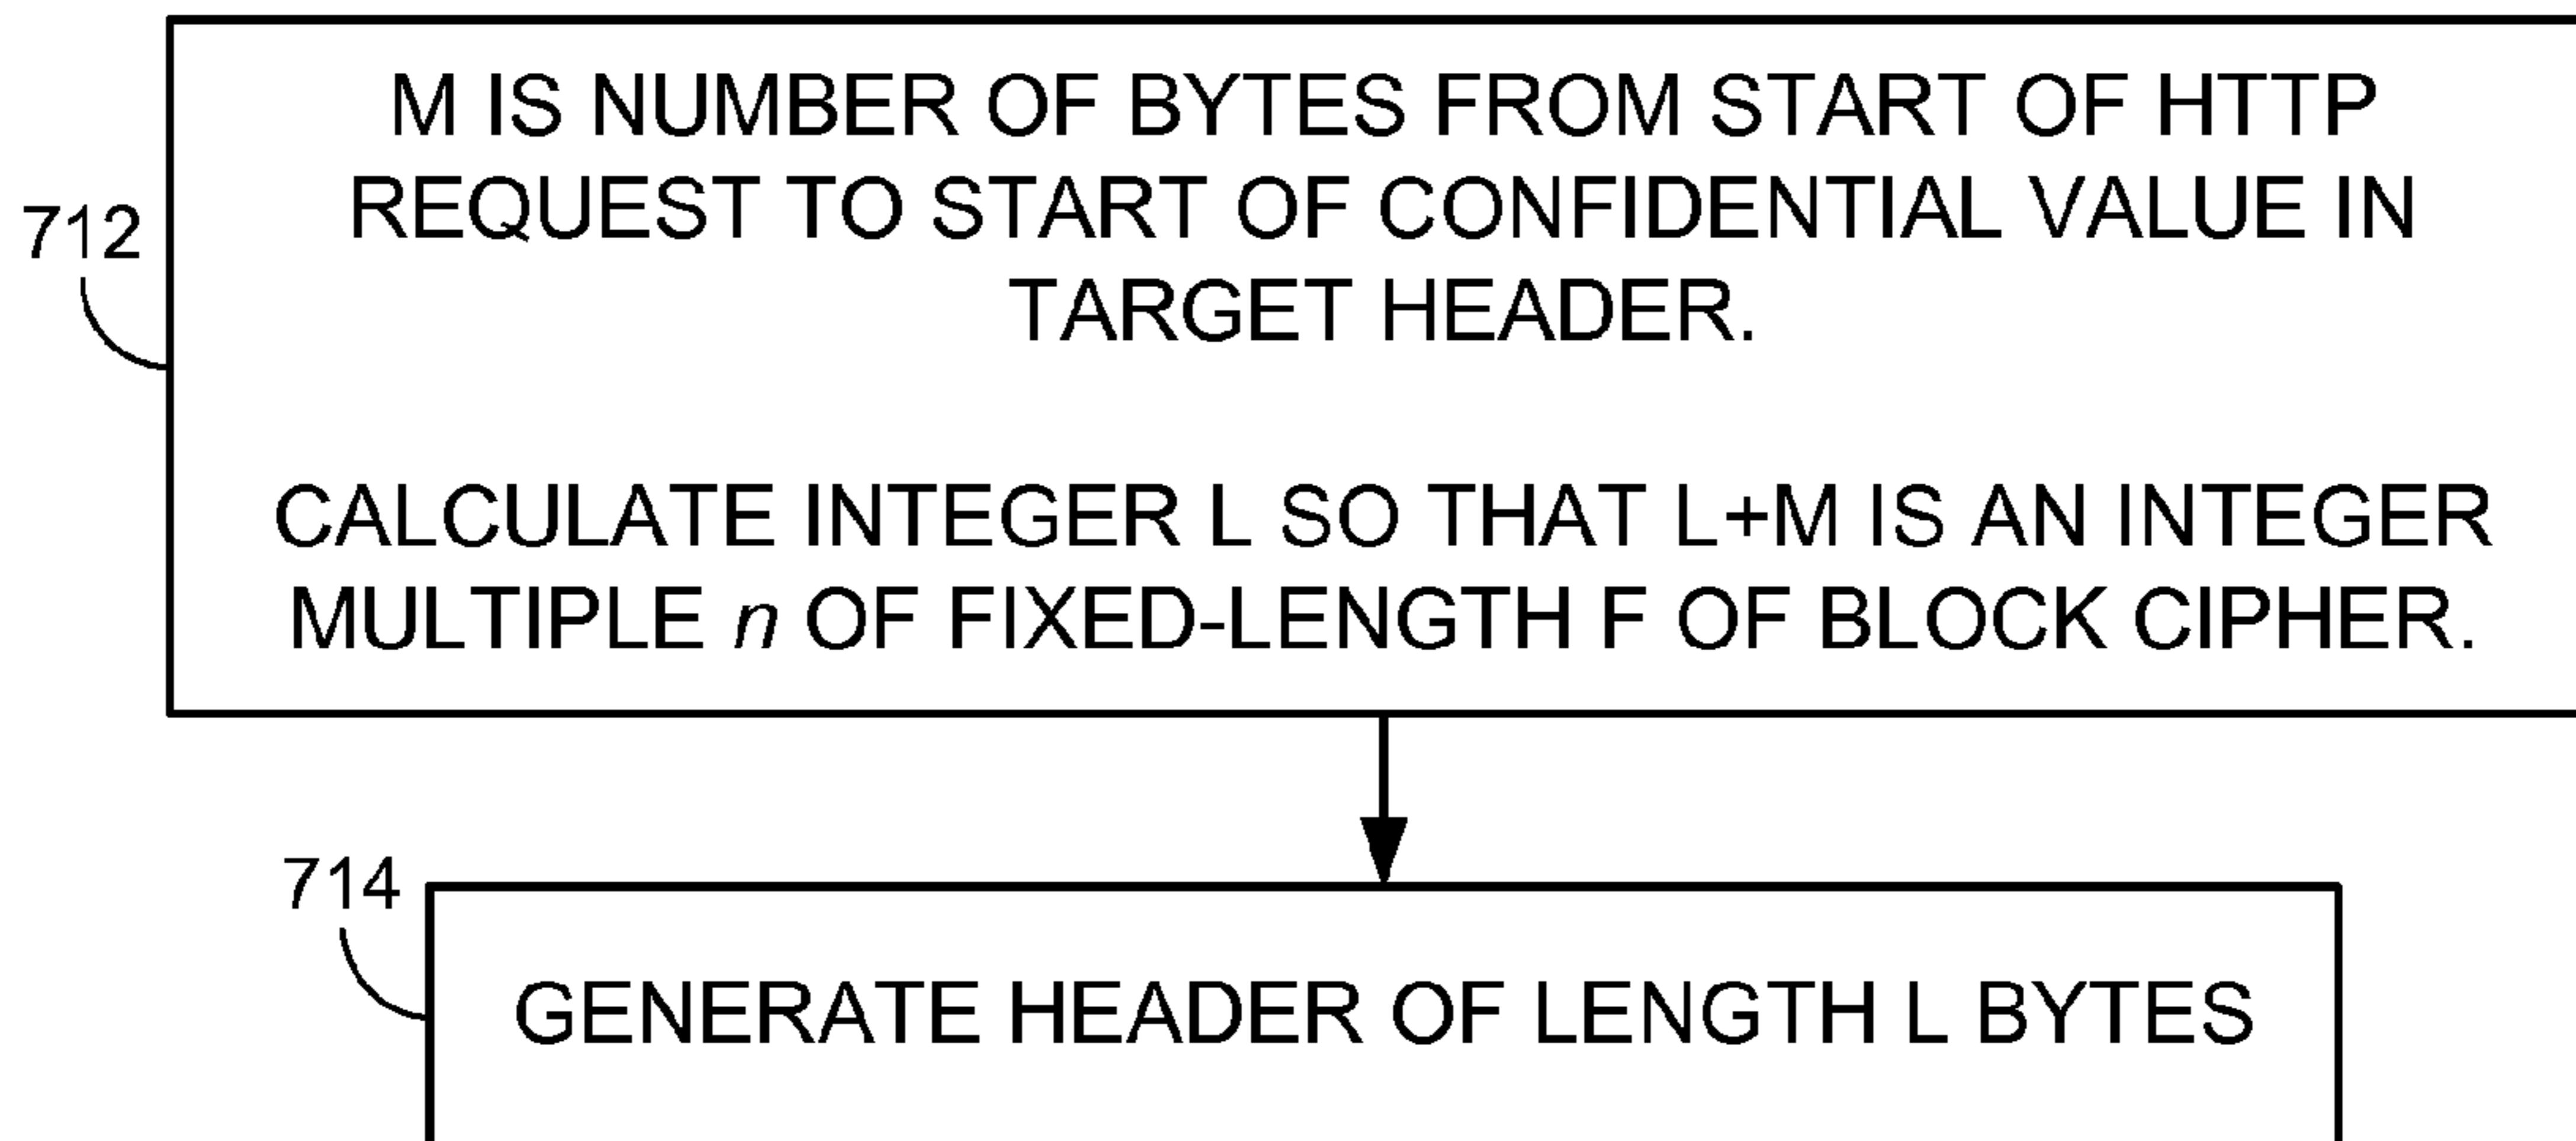 M IS NUMBER OF BYTES FROM START OF HTTP
REQUEST TO START OF CONFIDENTIAL VALUE IN
TARGET HEADER.
712
CALCULATE INTEGER L SO THAT L+M IS AN INTEGER
MULTIPLE n OF FIXED-LENGTH F OF BLOCK CIPHER.
714
GENERATE HEADER OF LENGTH L BYTES